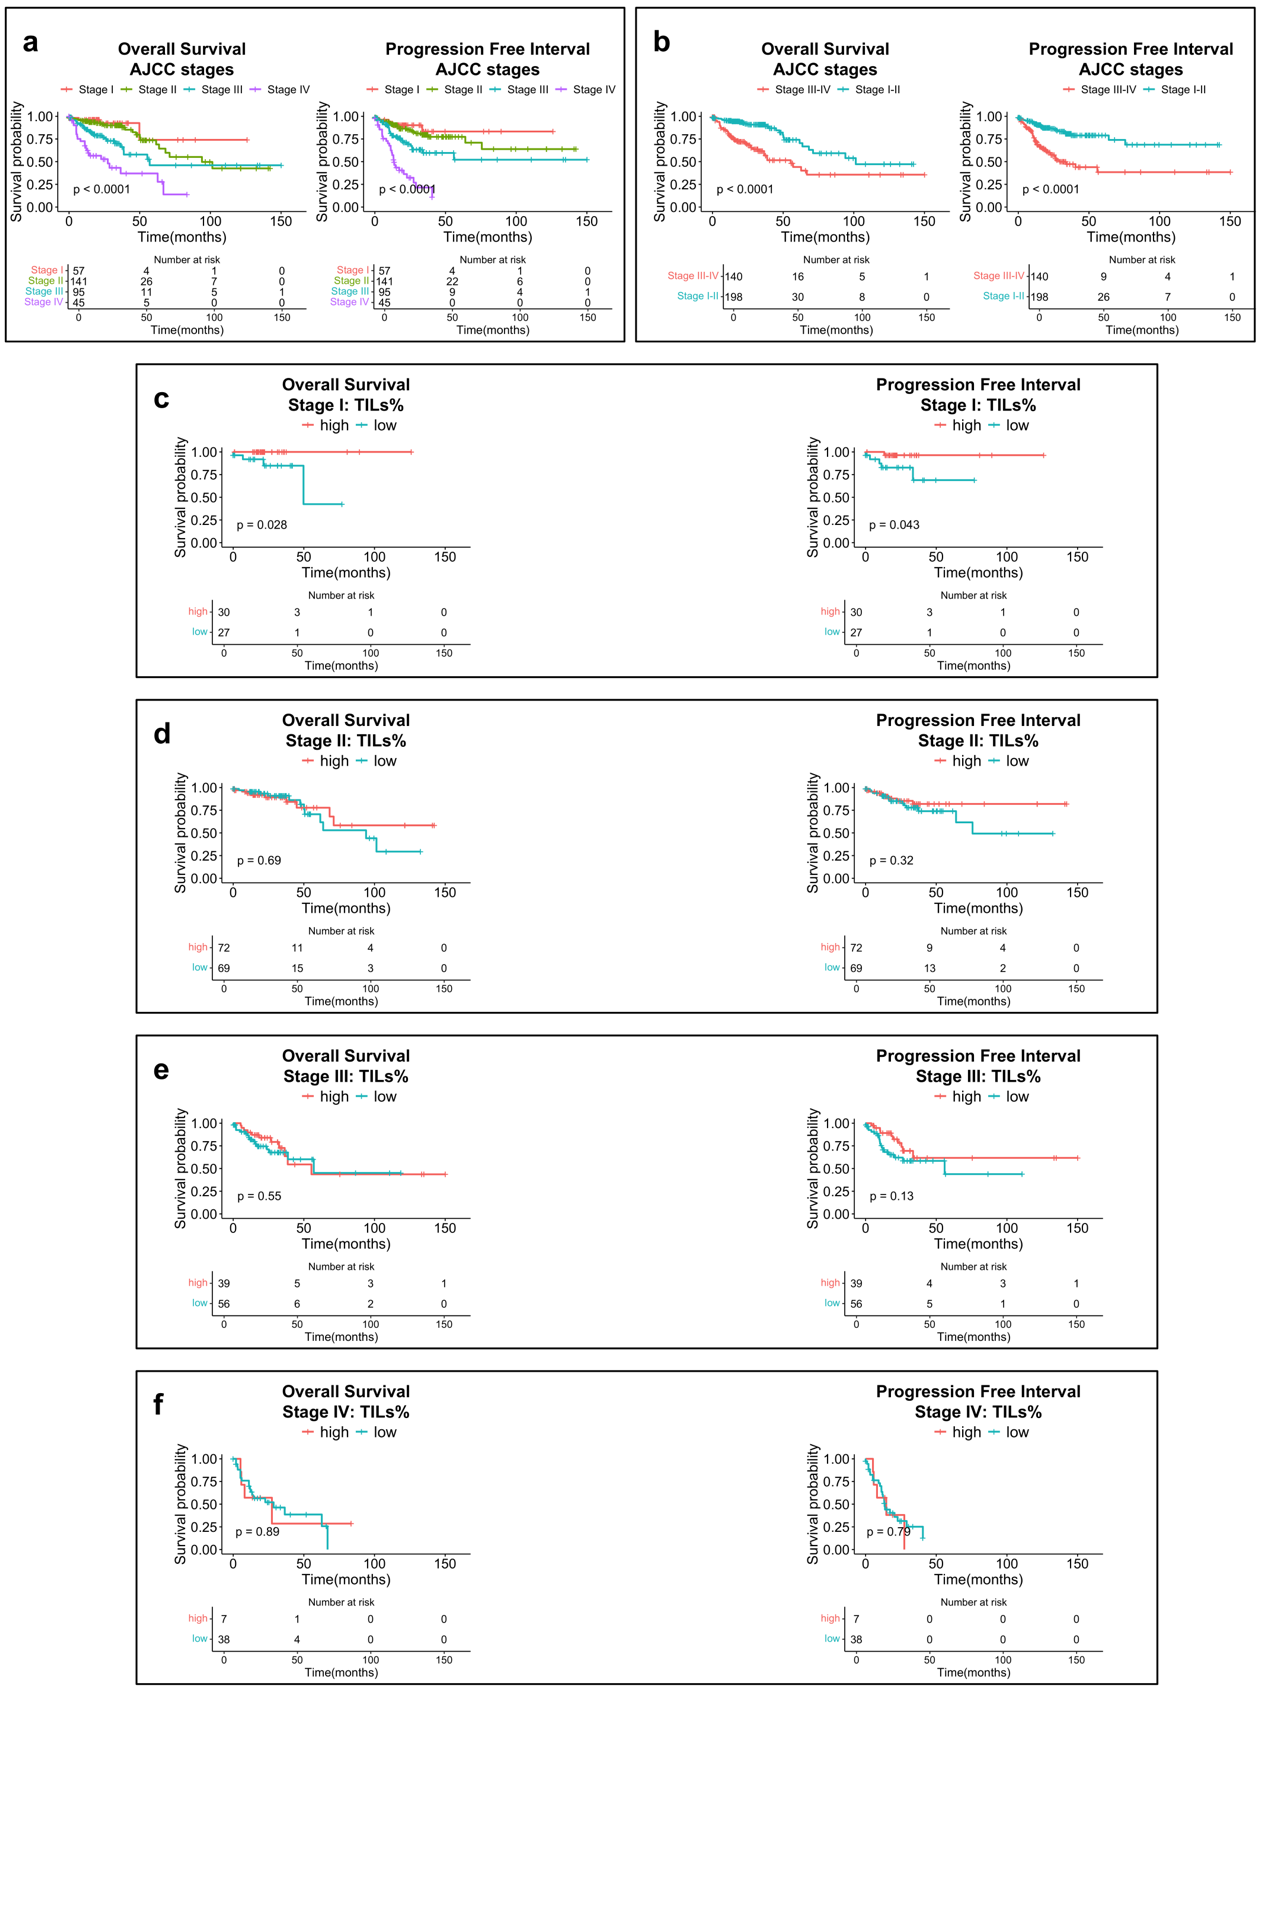 a
Overall Survival
AJCC stages
Stage I Stage II Stage III Stage IV
Survival probability
1.00
0.75
0.50
0.25
0.00
p < 0.0001
0 50 100 150
Time(months)
Number at risk
Stage I 57 4 1 0
Stage II 141 26 7 0
Stage III 95 11 5 1
Stage IV 45 5 0 0
0 50 100 150
Time(months)
Progression Free Interval
AJCC stages
Stage I Stage II Stage III Stage IV
Survival probability
1.00
0.75
0.50
0.25
0.00
p < 0.0001
0 50 100 150
Time(months)
Number at risk
Stage I 57 4 1 0
Stage II 141 22 6 0
Stage III 95 9 4 1
Stage IV 45 0 0 0
0 50 100 150
Time(months)
b
Overall Survival
AJCC stages
Stage III-IV Stage I-II
Survival probability
1.00
0.75
0.50
0.25
0.00
p < 0.0001
0 50 100 150
Time(months)
Number at risk
Stage III-IV 140 16 5 1
Stage I-II 198 30 8 0
0 50 100 150
Time(months)
Progression Free Interval
AJCC stages
Stage III-IV Stage I-II
Survival probability
1.00
0.75
0.50
0.25
0.00
p < 0.0001
0 50 100 150
Time(months)
Number at risk
Stage III-IV 140 9 4 1
Stage I-II 198 26 7 0
0 50 100 150
Time(months)
c
Overall Survival
Stage I: TILs%
high low
Survival probability
1.00
0.75
0.50
0.25
0.00
p = 0.028
0 50 100 150
Time(months)
Number at risk
high 30 3 1 0
low 27 1 0 0
0 50 100 150
Time(months)
Progression Free Interval
Stage I: TILs%
high low
Survival probability
1.00
0.75
0.50
0.25
0.00
p = 0.043
0 50 100 150
Time(months)
Number at risk
high 30 3 1 0
low 27 1 0 0
0 50 100 150
Time(months)
d
Overall Survival
Stage II: TILs%
high low
Survival probability
1.00
0.75
0.50
0.25
0.00
p = 0.69
0 50 100 150
Time(months)
Number at risk
high 72 11 4 0
low 69 15 3 0
0 50 100 150
Time(months)
Progression Free Interval
Stage II: TILs%
high low
Survival probability
1.00
0.75
0.50
0.25
0.00
p = 0.32
0 50 100 150
Time(months)
Number at risk
high 72 9 4 0
low 69 13 2 0
0 50 100 150
Time(months)
e
Overall Survival
Stage III: TILs%
high low
Survival probability
1.00
0.75
0.50
0.25
0.00
p = 0.55
0 50 100 150
Time(months)
Number at risk
high 39 5 3 1
low 56 6 2 0
0 50 100 150
Time(months)
Progression Free Interval
Stage III: TILs%
high low
Survival probability
1.00
0.75
0.50
0.25
0.00
p = 0.13
0 50 100 150
Time(months)
Number at risk
high 39 4 3 1
low 56 5 1 0
0 50 100 150
Time(months)
f
Overall Survival
Stage IV: TILs%
high low
Survival probability
1.00
0.75
0.50
0.25
0.00
p = 0.89
0 50 100 150
Time(months)
Number at risk
high 7 1 0 0
low 38 4 0 0
0 50 100 150
Time(months)
Progression Free Interval
Stage IV: TILs%
high low
Survival probability
1.00
0.75
0.50
0.25
0.00
p = 0.79
0 50 100 150
Time(months)
Number at risk
high 7 0 0 0
low 38 0 0 0
0 50 100 150
Time(months)